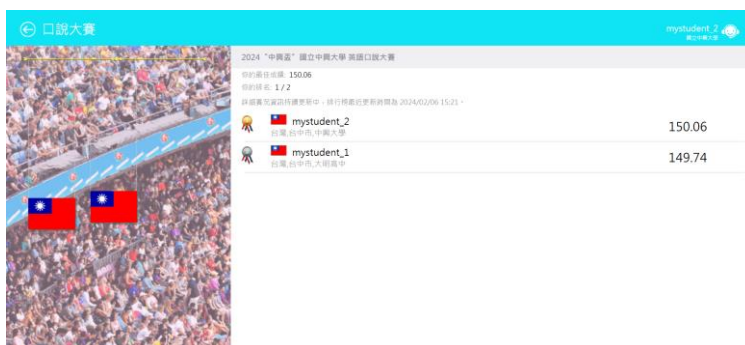 口說大賽
mystudent_2
國立中興大學
2024 "中興盃" 國立中興大學 英語口說大賽
你的最佳成績: 150.06
你的排名: 1 / 2
詳細賽況資訊持續更新中，排行榜最近更新時間為 2024/02/06 15:21。
mystudent_2
台灣,台中市,中興大學
150.06
mystudent_1
台灣,台中市,大明高中
149.74